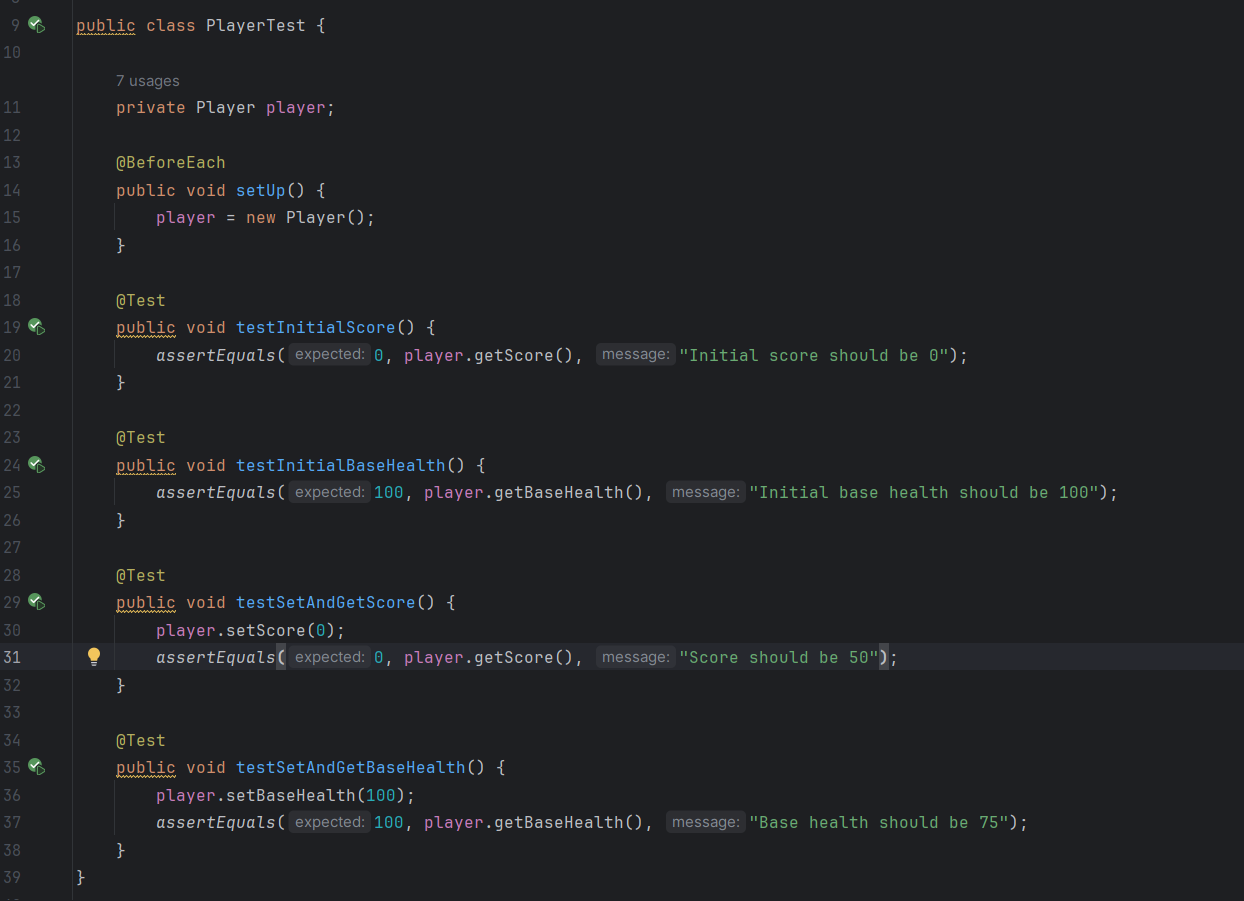 9 public class PlayerTest {
10
7 usages
11 private Player player;
12
13 @BeforeEach
14 public void setUp() {
15 player = new Player();
16 }
17
18 @Test
19 public void testInitialScore() {
20 assertEquals( expected: 0, player.getScore(), message: "Initial score should be 0");
21 }
22
23 @Test
24 public void testInitialBaseHealth() {
25 assertEquals( expected: 100, player.getBaseHealth(), message: "Initial base health should be 100");
26 }
27
28 @Test
29 public void testSetAndGetScore() {
30 player.setScore(0);
31 assertEquals( expected: 0, player.getScore(), message: "Score should be 50");
32 }
33
34 @Test
35 public void testSetAndGetBaseHealth() {
36 player.setBaseHealth(100);
37 assertEquals( expected: 100, player.getBaseHealth(), message: "Base health should be 75");
38 }
39 }